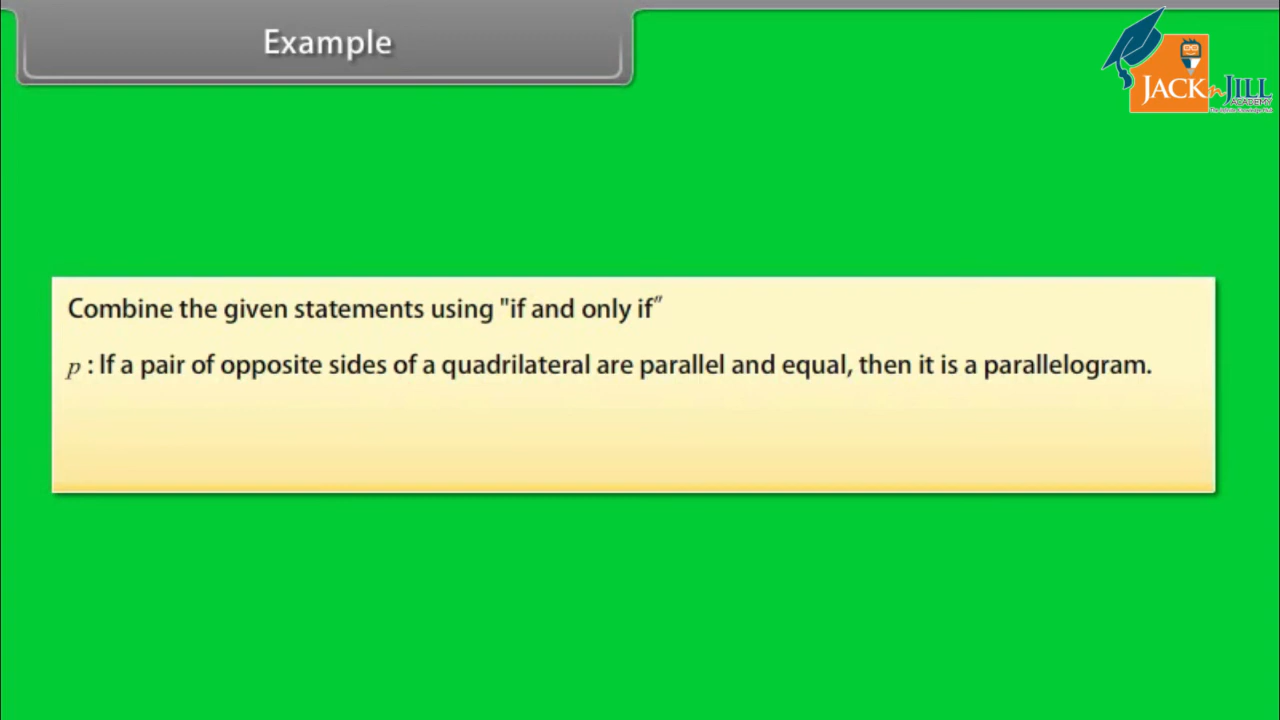 Example
JACK n JILL
ACADEMY
Combine the given statements using "if and only if"
p : If a pair of opposite sides of a quadrilateral are parallel and equal, then it is a parallelogram.